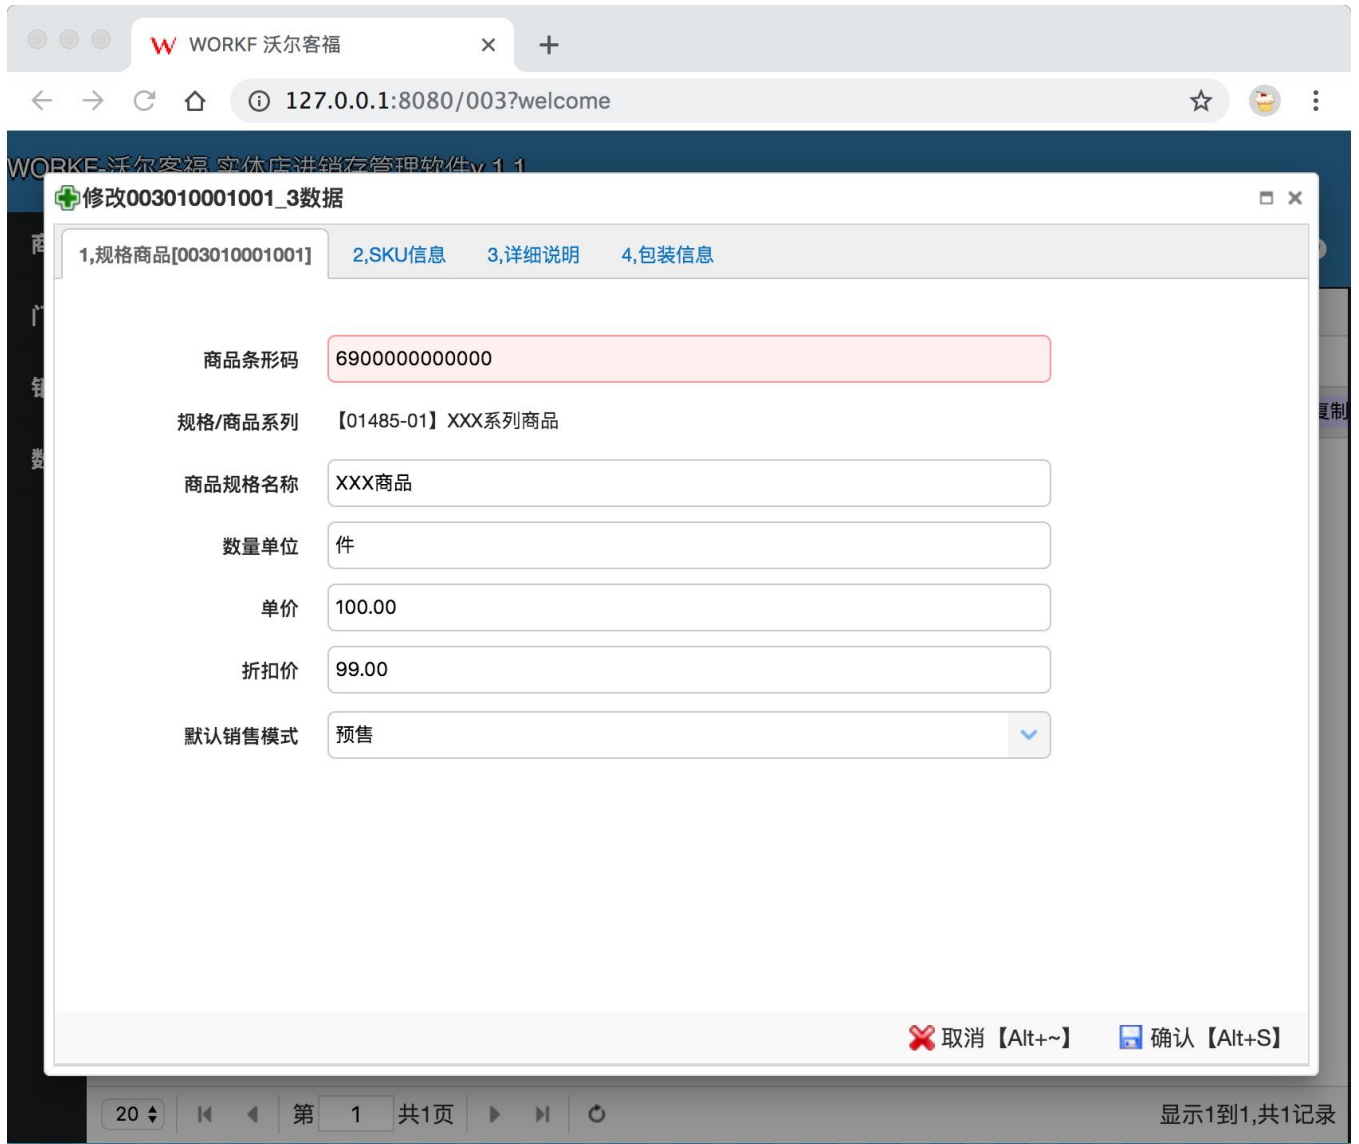 WORKF 沃尔客福
127.0.0.1:8080/003?welcome
WORKF-沃尔客福 实体店进销存管理软件v 1.1
修改003010001001_3数据
1,规格商品[003010001001] 2,SKU信息 3,详细说明 4,包装信息
商品条形码 6900000000000
规格/商品系列 【01485-01】XXX系列商品
复制
商品规格名称 XXX商品
数量单位 件
单价 100.00
折扣价 99.00
默认销售模式 预售
取消【Alt+~】 确认【Alt+S】
20 第 1 共1页 显示1到1,共1记录